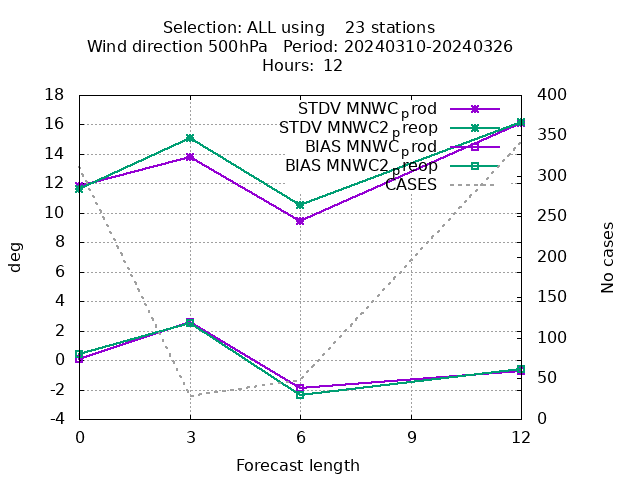 Selection: ALL using 23 stations
Wind direction 500hPa Period: 20240310-20240326
Hours: 12
18
16
14
12
10
8
6
4
2
0
-2
-4
deg
400
350
300
250
200
150
100
50
0
No cases
STDV MNWC_prod
STDV MNWC2_preop
BIAS MNWC_prod
BIAS MNWC2_preop
CASES
0 3 6 9 12
Forecast length